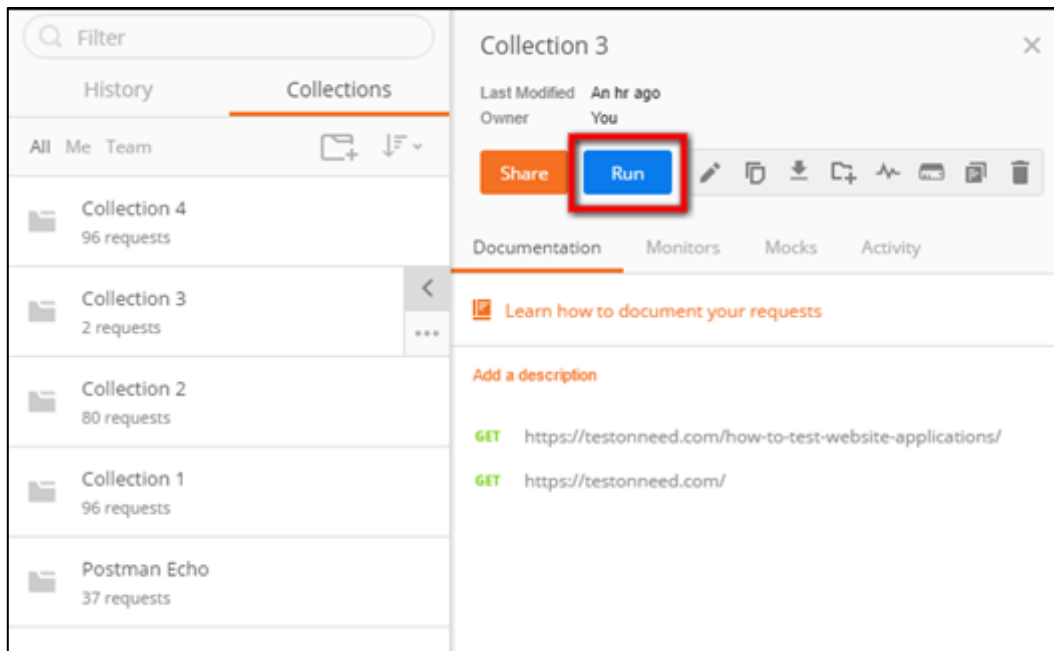 Filter
History Collections
All Me Team
Collection 4
96 requests
Collection 3
2 requests
Collection 2
80 requests
Collection 1
96 requests
Postman Echo
37 requests
Collection 3
Last Modified An hr ago
Owner You
Share Run
Documentation Monitors Mocks Activity
Learn how to document your requests
Add a description
GET https://testonneed.com/how-to-test-website-applications/
GET https://testonneed.com/